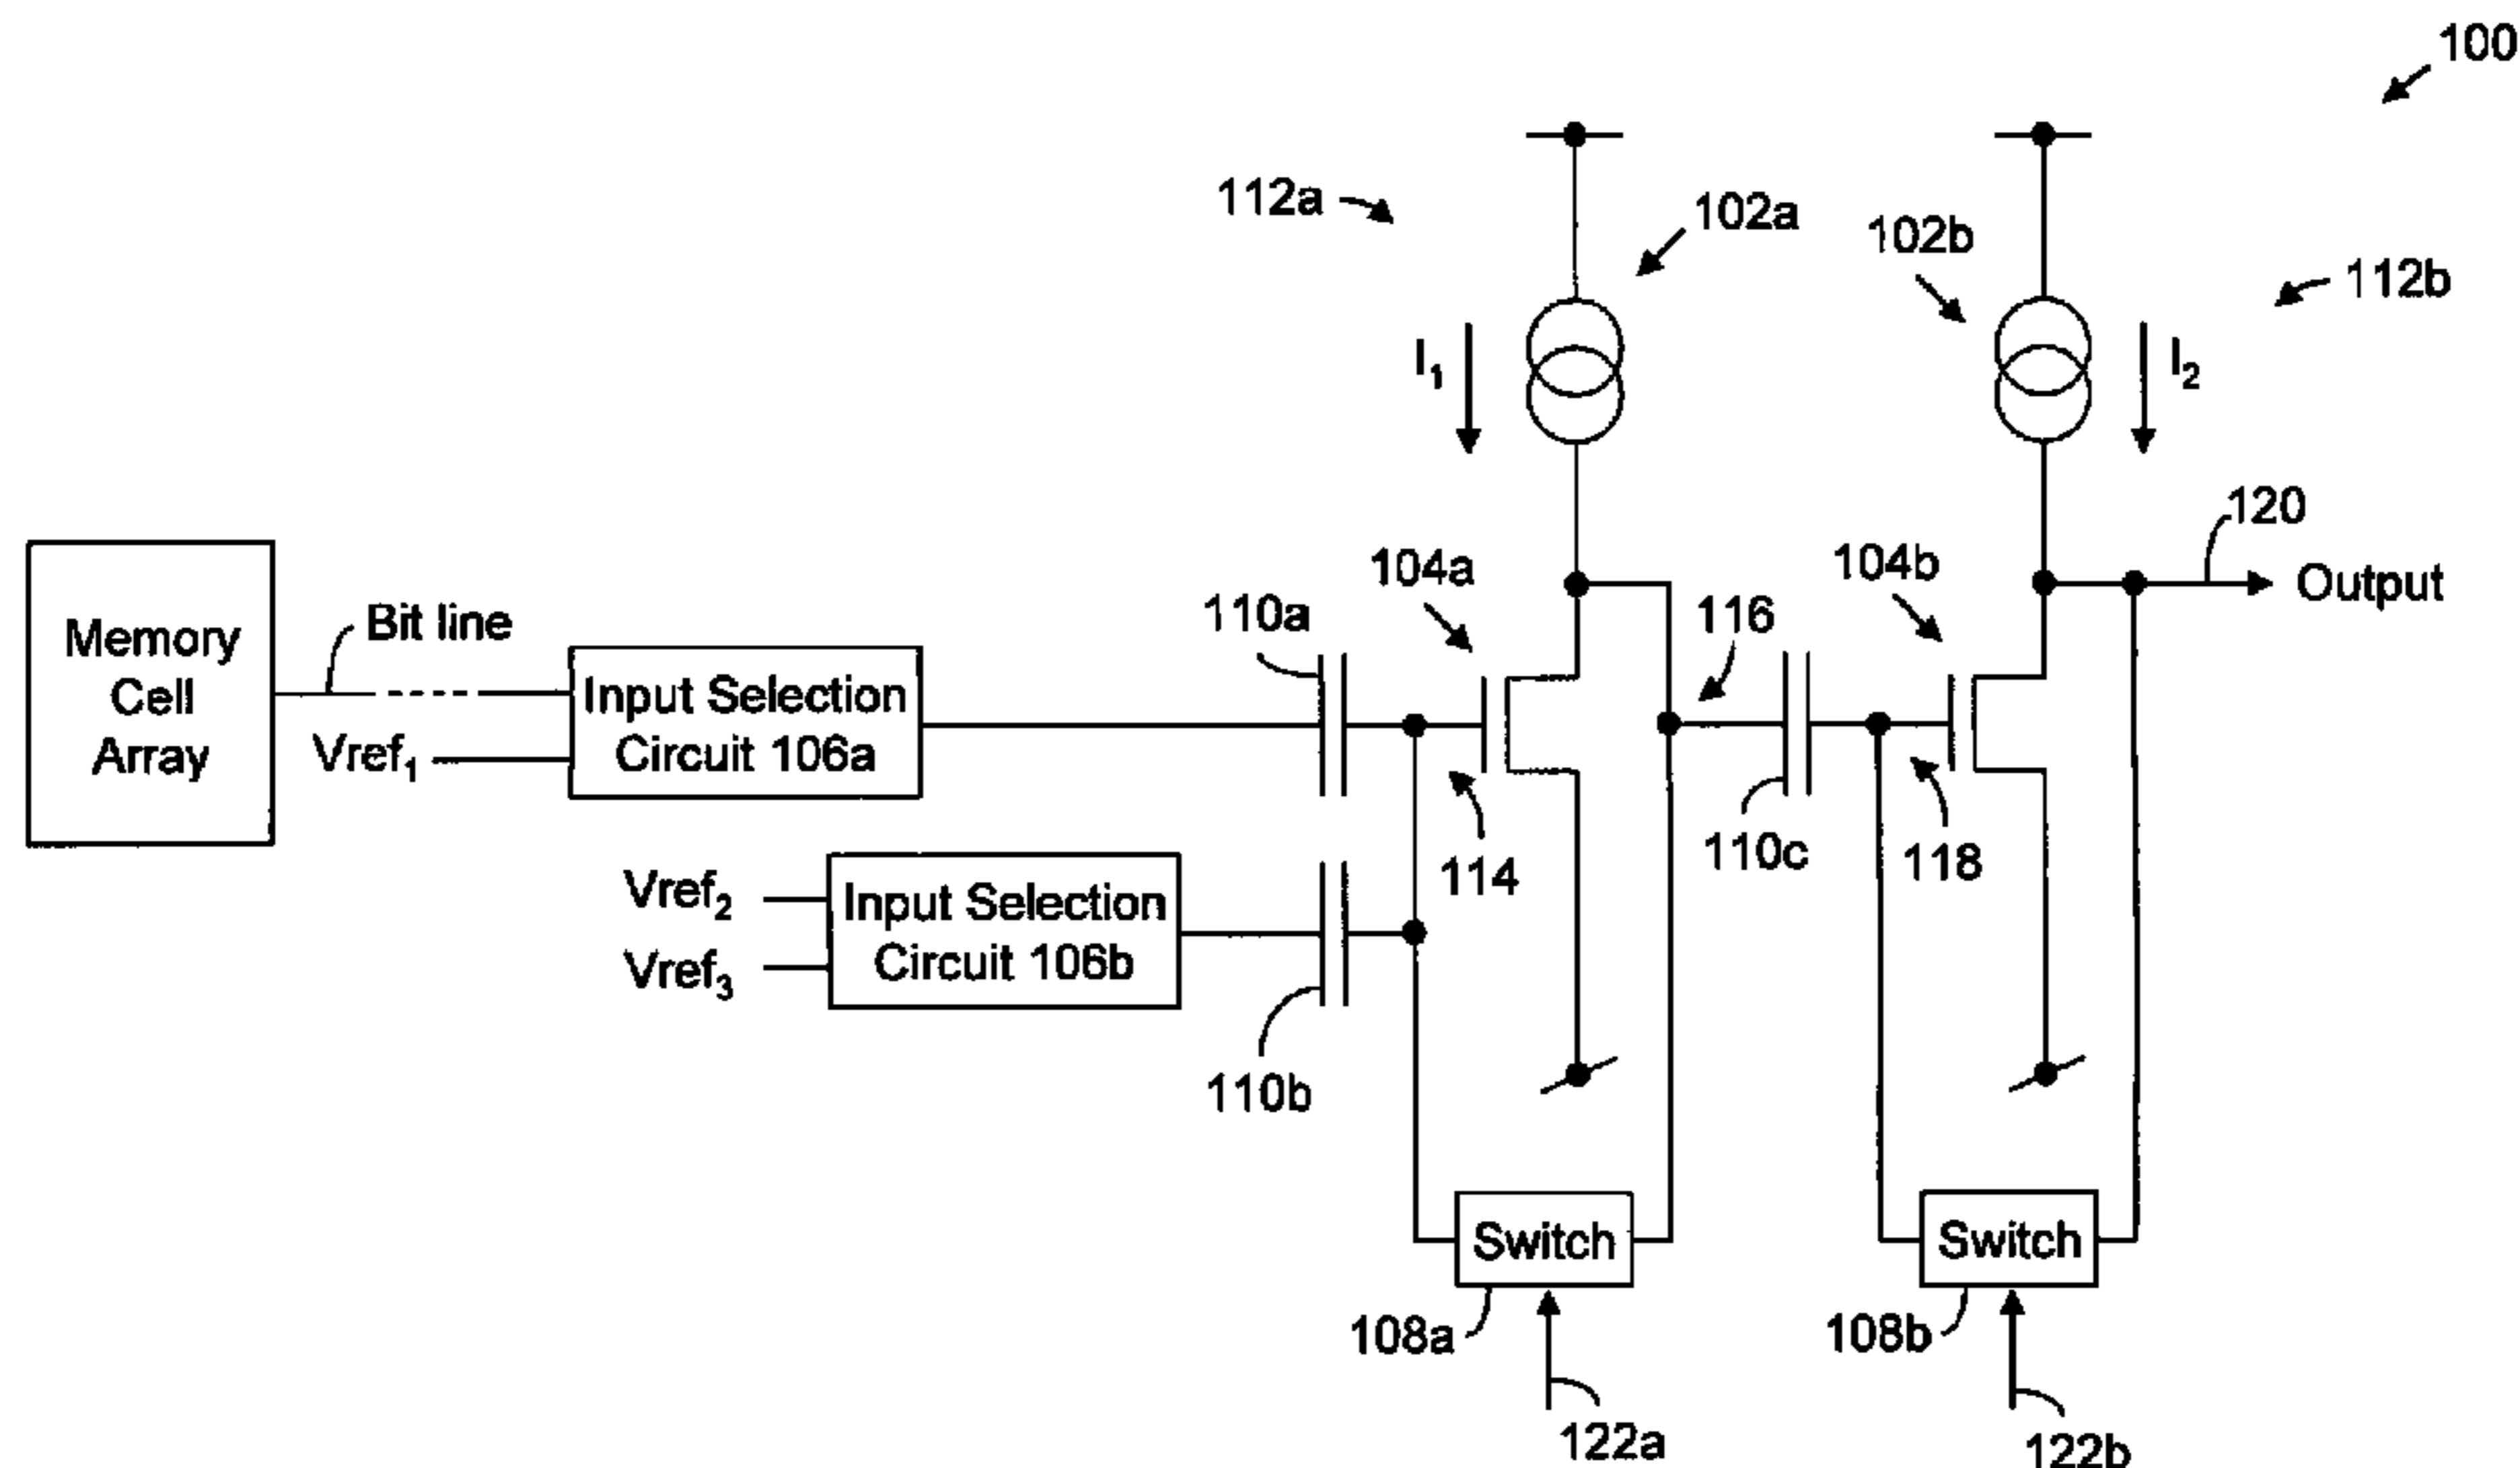 100
112a
102a
102b
112b
I1
I2
120
104a
104b
Output
110a
116
Bit line
Memory
Cell
Array
Input Selection
Circuit 106a
Vref1
110c
114
118
Vref2
Vref3
Input Selection
Circuit 106b
110b
Switch
Switch
108a
108b
122a
122b